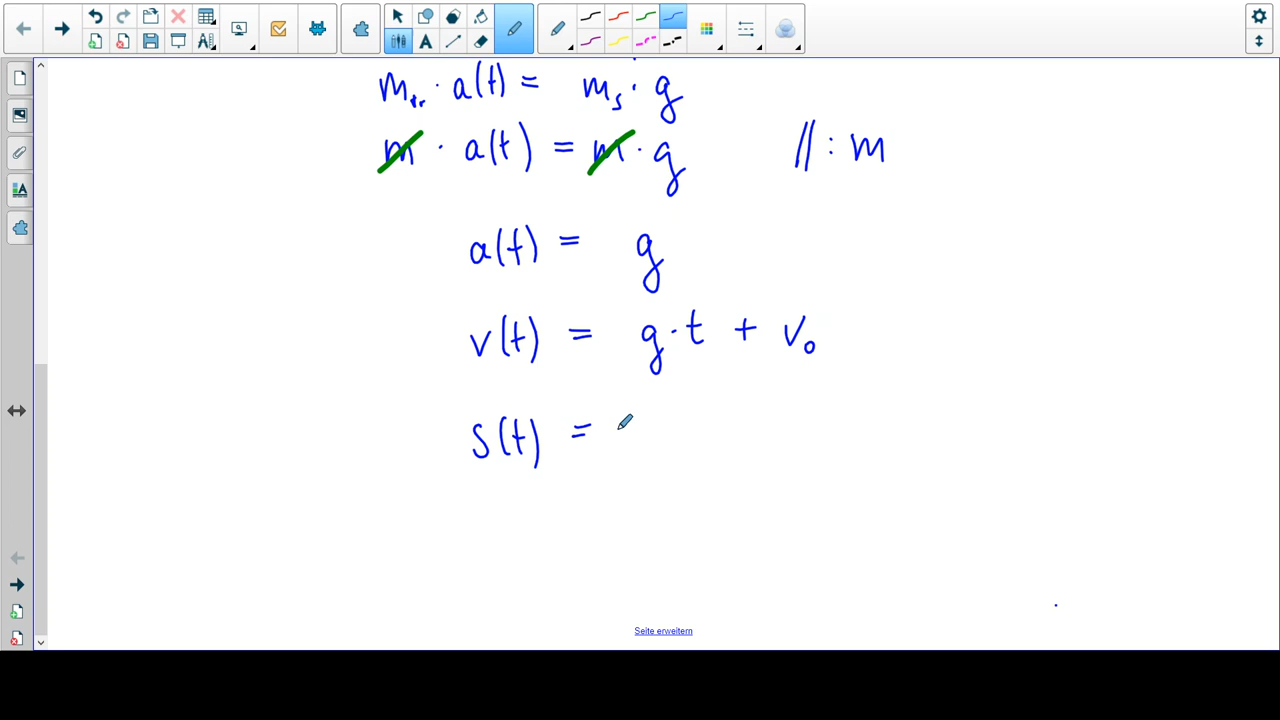 m_tr · a(t) = m_s · g
m · a(t) = m · g // : m
a(t) = g
v(t) = g · t + v₀
s(t) =
Seite erweitern